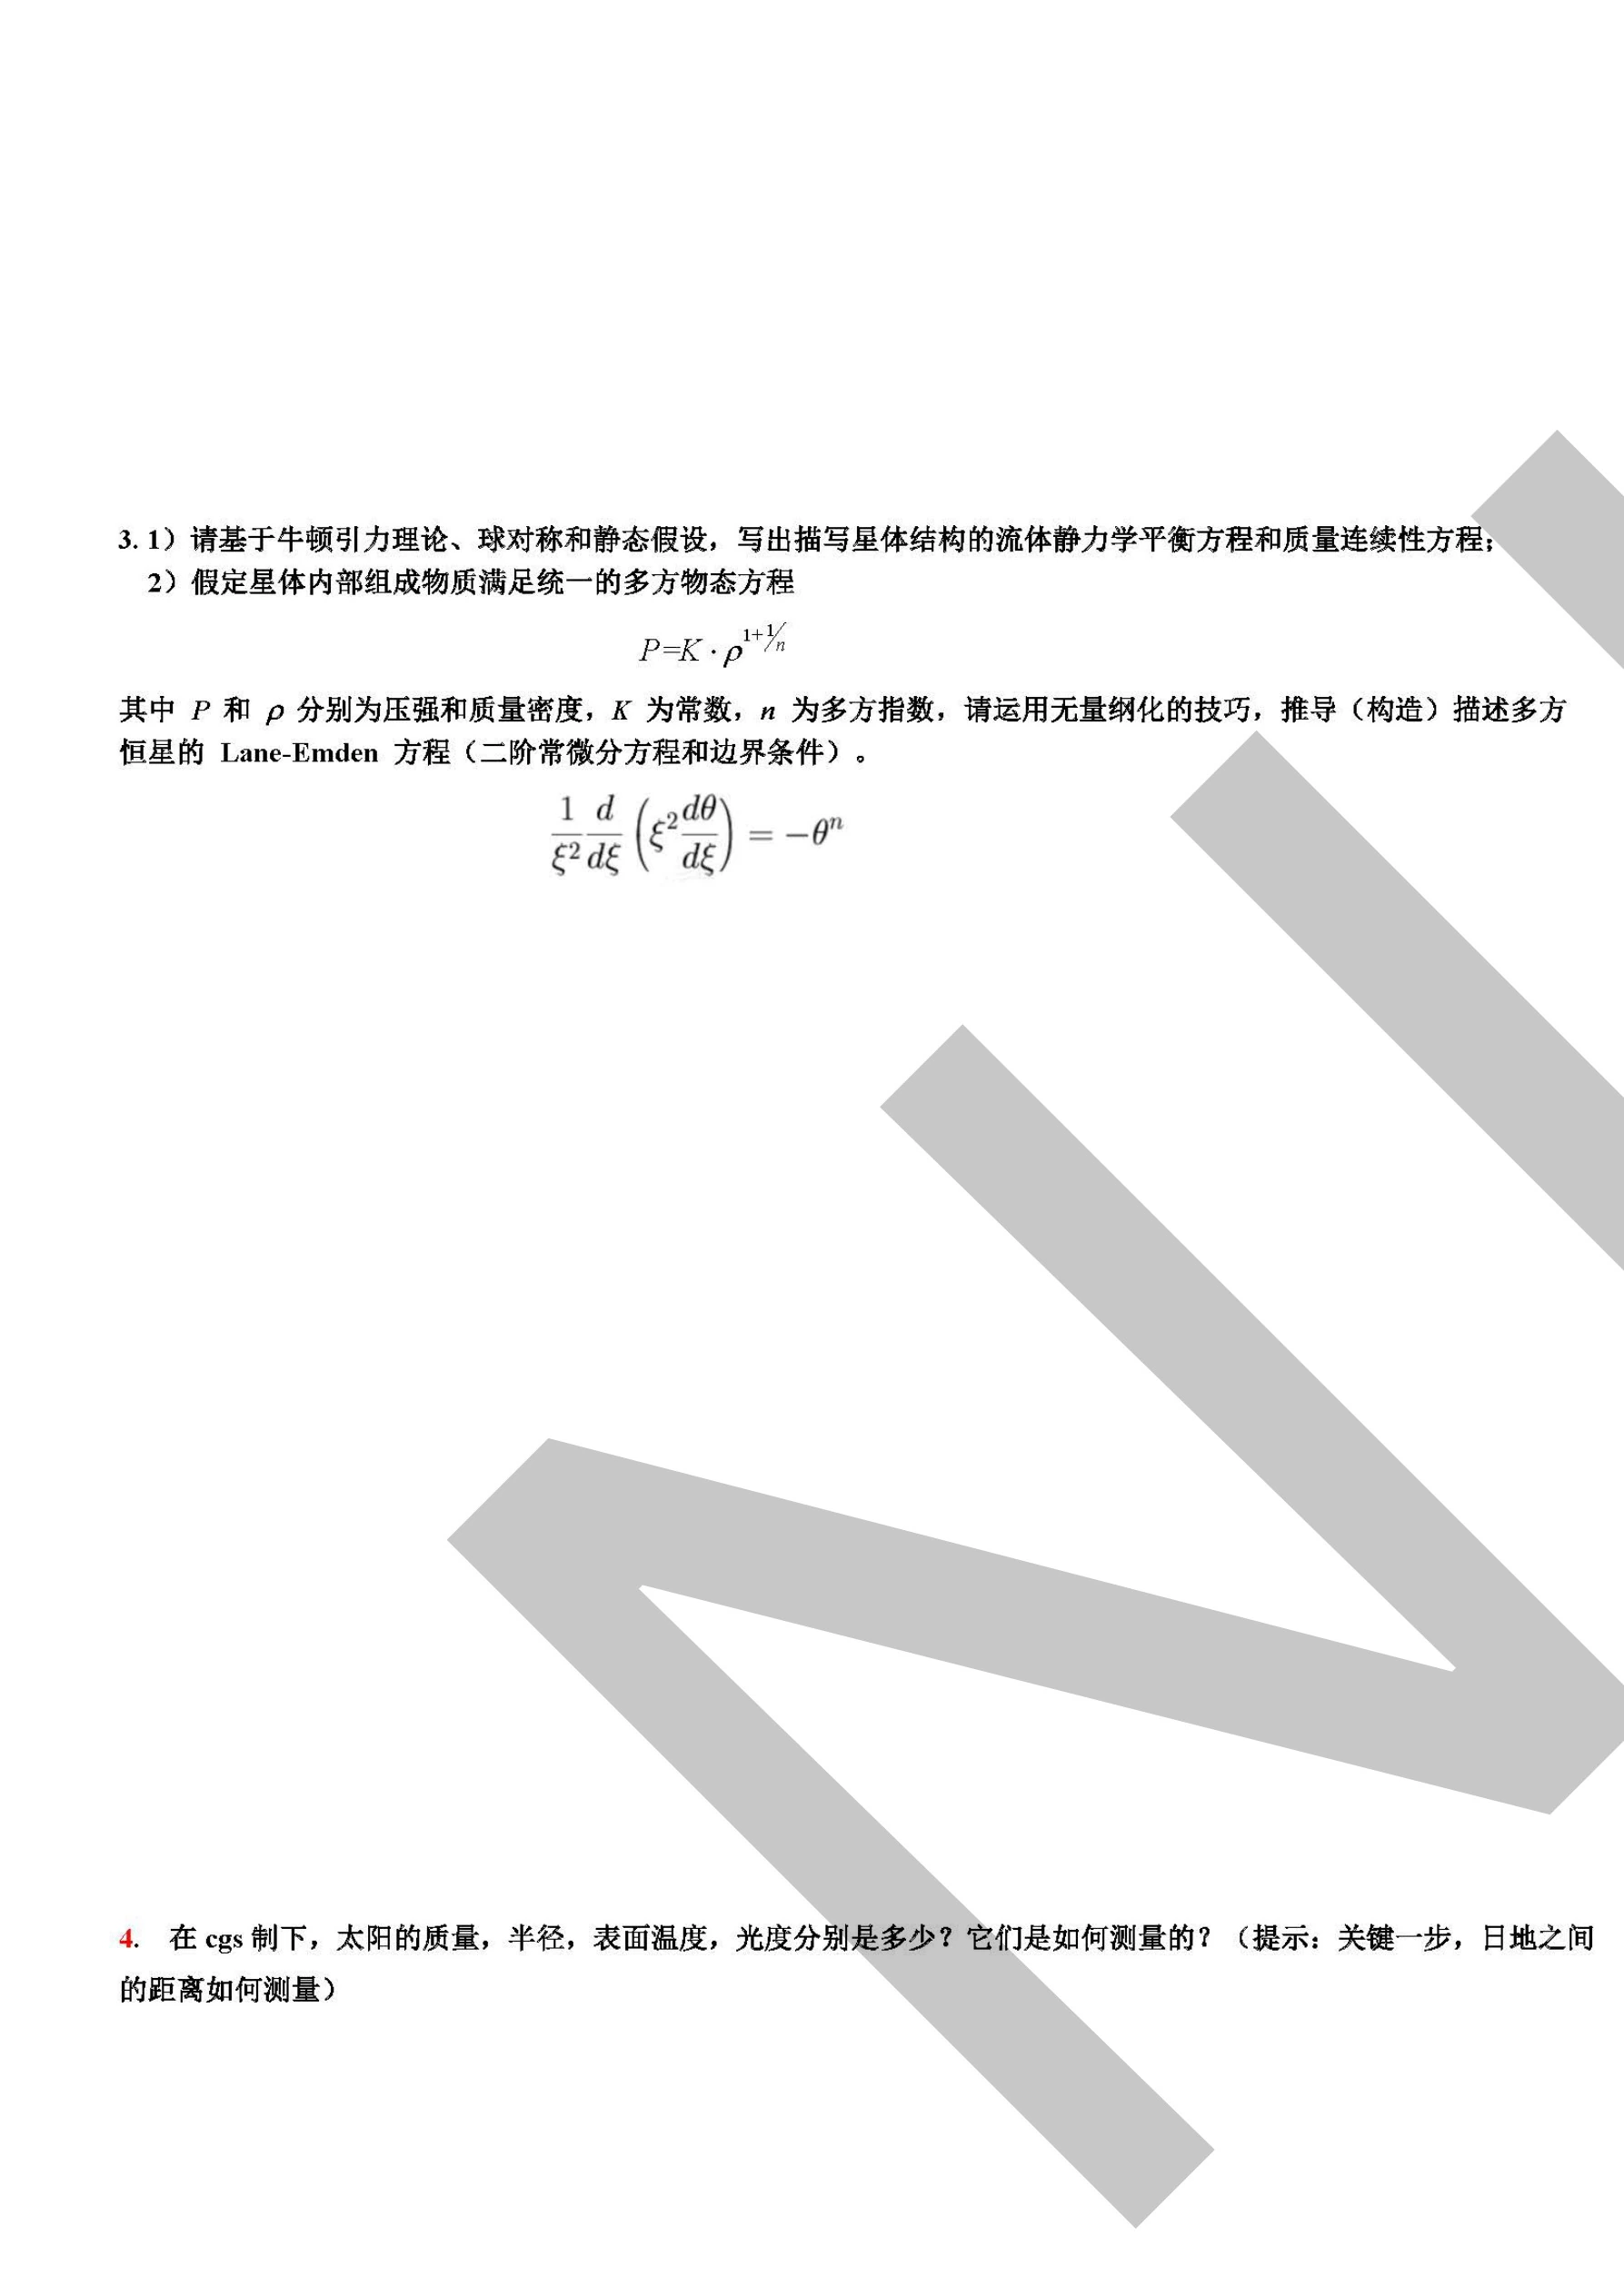 3. 1）请基于牛顿引力理论、球对称和静态假设，写出描写星体结构的流体静力学平衡方程和质量连续性方程；
2）假定星体内部组成物质满足统一的多方物态方程
P=K · ρ^{1+1/n}
其中 P 和 ρ 分别为压强和质量密度，K 为常数，n 为多方指数，请运用无量纲化的技巧，推导（构造）描述多方
恒星的 Lane-Emden 方程（二阶常微分方程和边界条件）。
\frac{1}{ξ^2}\frac{d}{dξ}\left(ξ^2\frac{dθ}{dξ}\right) = -θ^n
4. 在 cgs 制下，太阳的质量，半径，表面温度，光度分别是多少？它们是如何测量的？（提示：关键一步，日地之间
的距离如何测量）